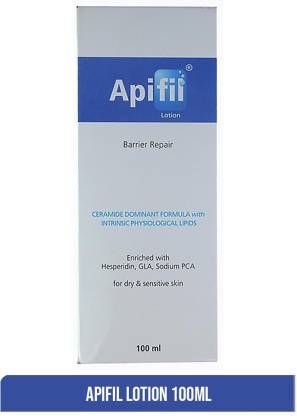 Apifil®
Lotion
Barrier Repair
CERAMIDE DOMINANT FORMULA with
INTRINSIC PHYSIOLOGICAL LIPIDS
Enriched with
Hesperidin, GLA, Sodium PCA
for dry & sensitive skin
100 ml
APIFIL LOTION 100ML